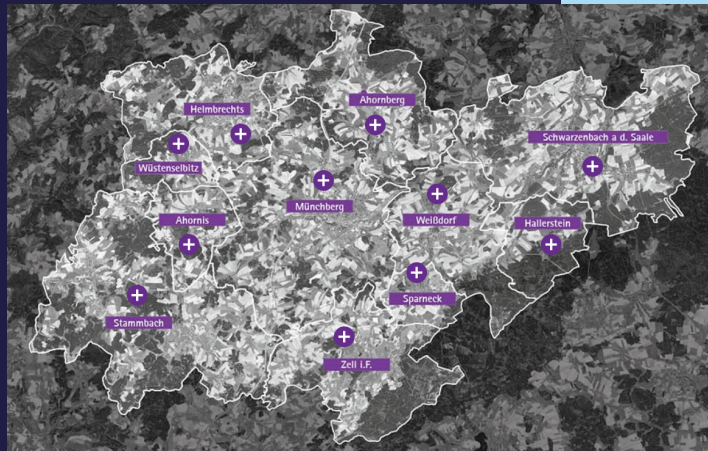 Ahornberg
Helmbrechts
Schwarzenbach a d. Saale
Wüstenselbitz
Münchberg
Ahornis
Weißdorf
Hallerstein
Sparneck
Stammbach
Zell i.F.